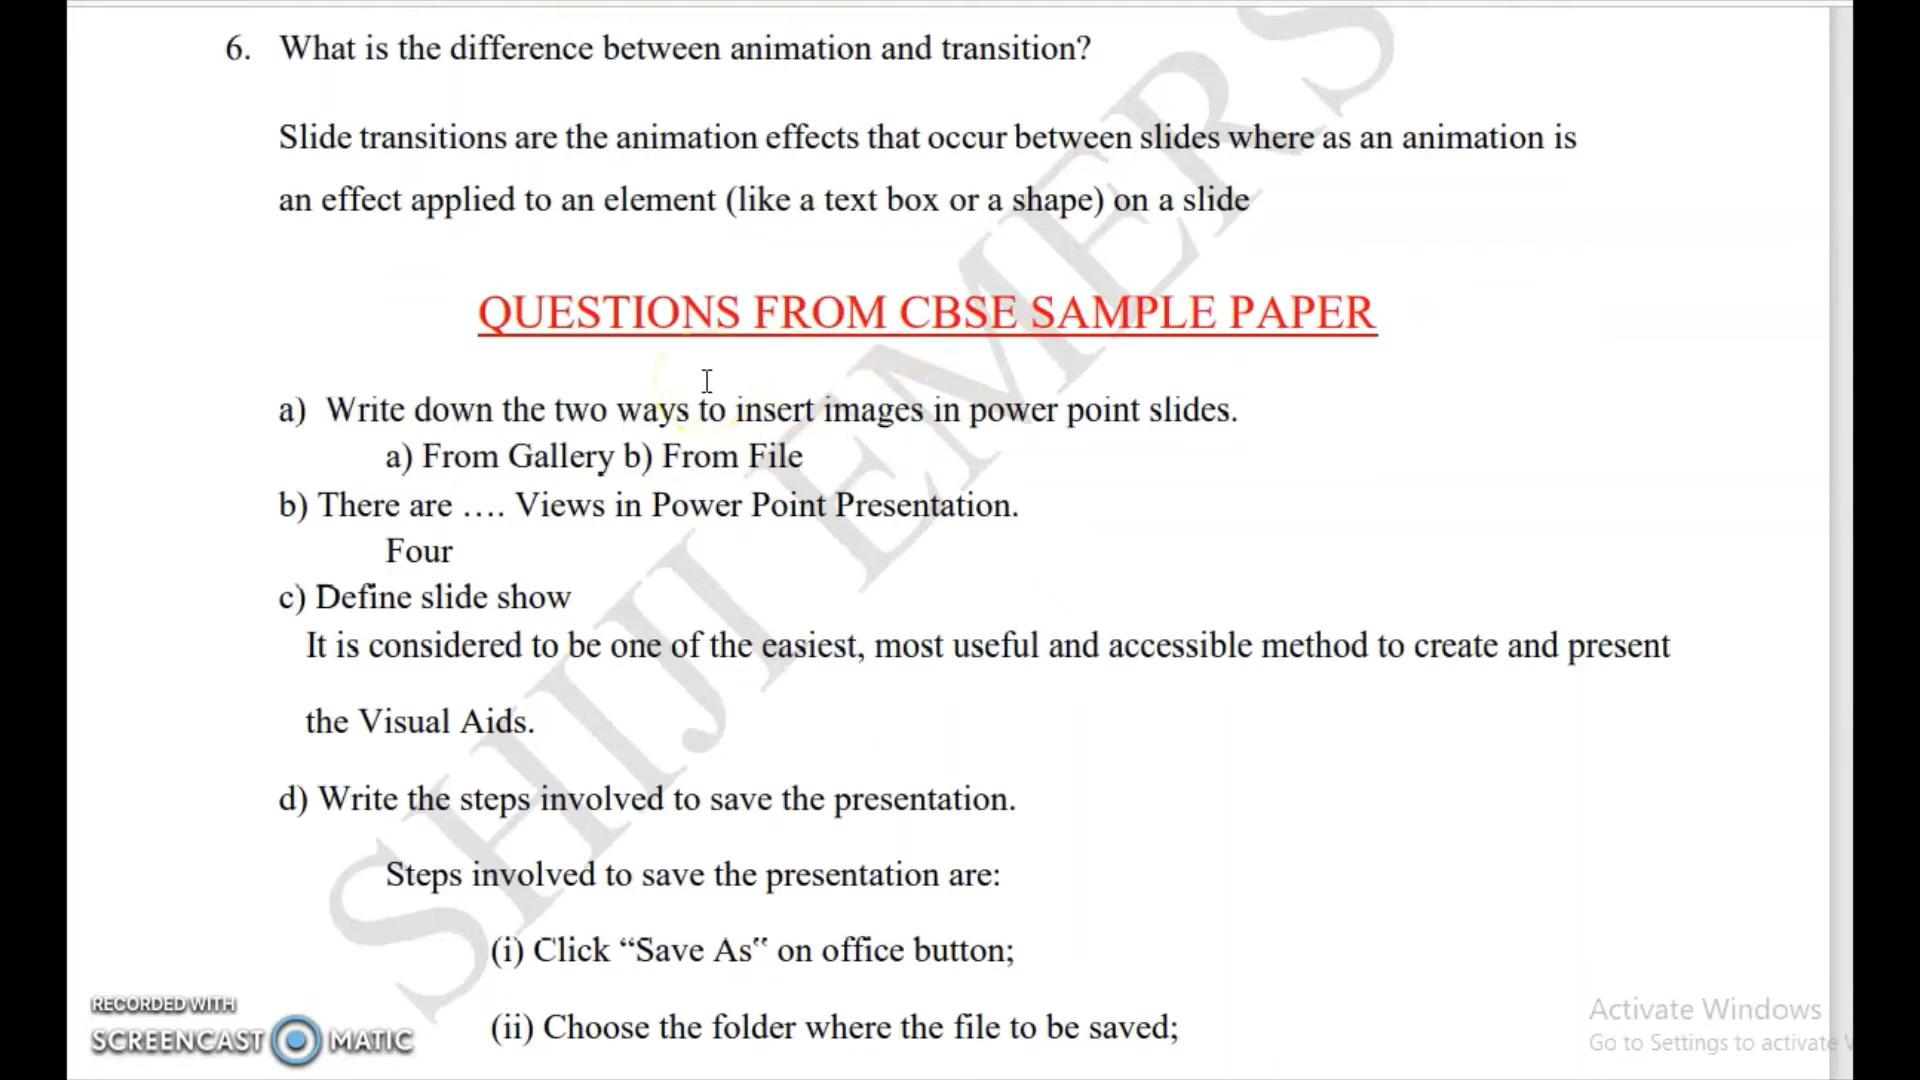 6. What is the difference between animation and transition?
Slide transitions are the animation effects that occur between slides where as an animation is
an effect applied to an element (like a text box or a shape) on a slide
QUESTIONS FROM CBSE SAMPLE PAPER
a) Write down the two ways to insert images in power point slides.
a) From Gallery b) From File
b) There are …. Views in Power Point Presentation.
Four
c) Define slide show
It is considered to be one of the easiest, most useful and accessible method to create and present
the Visual Aids.
d) Write the steps involved to save the presentation.
Steps involved to save the presentation are:
(i) Click “Save As‟ on office button;
(ii) Choose the folder where the file to be saved;
SHIJI EMERS
RECORDED WITH
SCREENCAST MATIC
Activate Windows
Go to Settings to activate